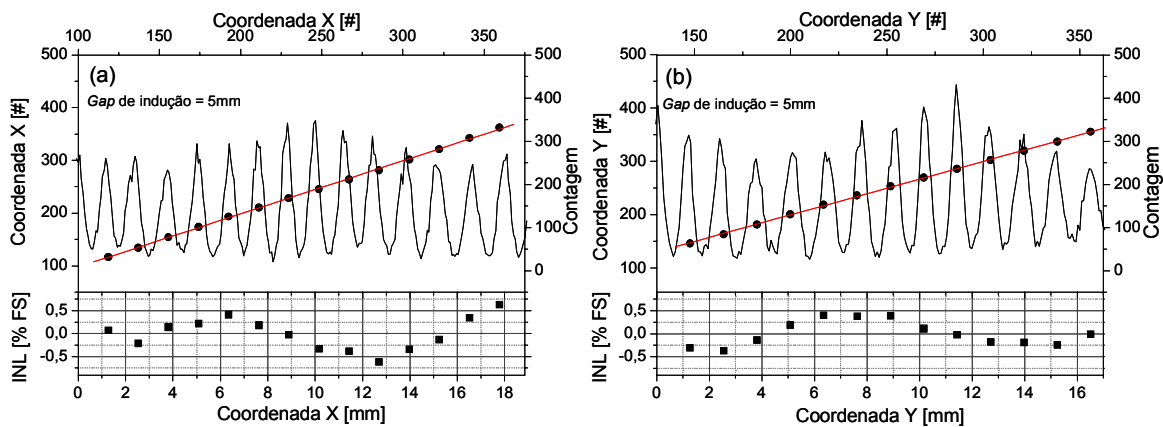 Coordenada X [#]
100 150 200 250 300 350
500 400 300 200 100
Coordenada X [#]
(a)
Gap de indução = 5mm
500 400 300 200 100 0
Contagem
INL [% FS]
0,5 0,0 -0,5
0 2 4 6 8 10 12 14 16 18
Coordenada X [mm]
Coordenada Y [#]
150 200 250 300 350
500 400 300 200 100
Coordenada Y [#]
(b)
Gap de indução = 5mm
500 400 300 200 100 0
Contagem
INL [% FS]
0,5 0,0 -0,5
0 2 4 6 8 10 12 14 16
Coordenada Y [mm]